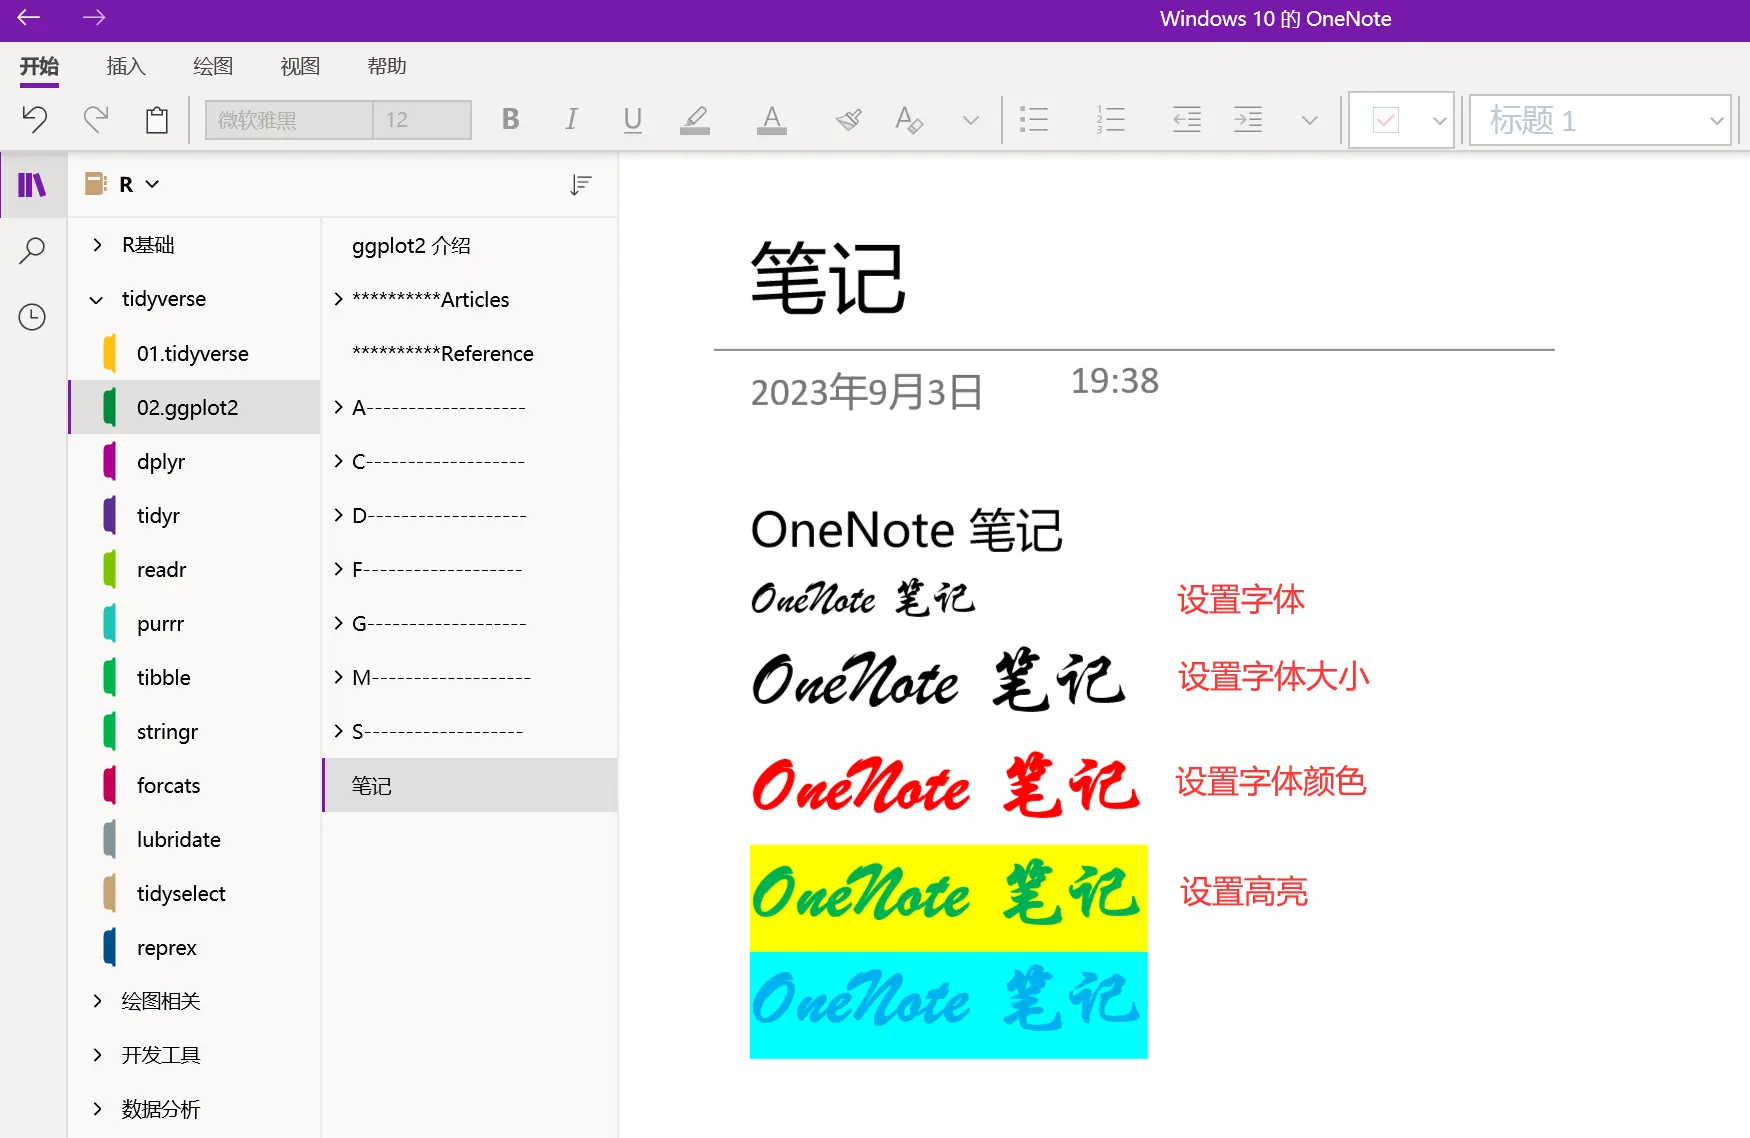 Windows 10 的 OneNote
开始 插入 绘图 视图 帮助
微软雅黑 12 B I U A A 标题 1
R
R基础
tidyverse
01.tidyverse
02.ggplot2
dplyr
tidyr
readr
purrr
tibble
stringr
forcats
lubridate
tidyselect
reprex
绘图相关
开发工具
数据分析
ggplot2 介绍
**********Articles
**********Reference
A-------------------
C-------------------
D-------------------
F-------------------
G-------------------
M-------------------
S-------------------
笔记
笔记
2023年9月3日 19:38
OneNote 笔记
OneNote 笔记 设置字体
OneNote 笔记 设置字体大小
OneNote 笔记 设置字体颜色
OneNote 笔记 设置高亮
OneNote 笔记